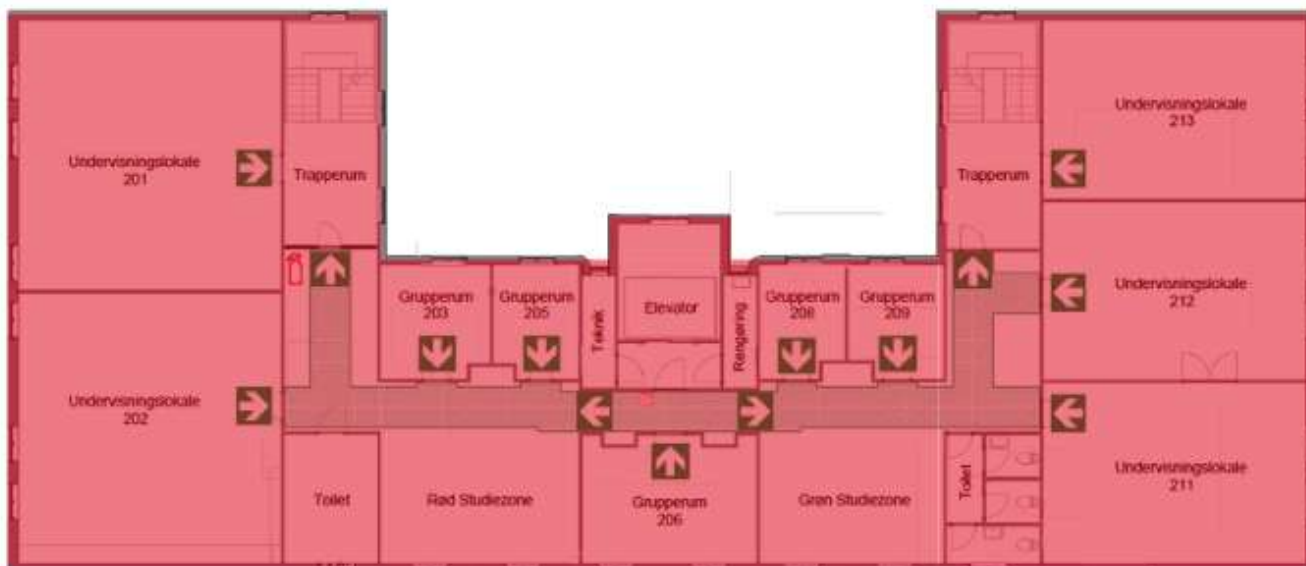 Undervisningslokale
201
Trapperum
Trapperum
Undervisningslokale
213
Grupperum
203
Grupperum
205
Teknik
Elevator
Rengøring
Grupperum
208
Grupperum
209
Undervisningslokale
212
Undervisningslokale
202
Toilet
Rød Studiezone
Grupperum
206
Grøn Studiezone
Toilet
Undervisningslokale
211